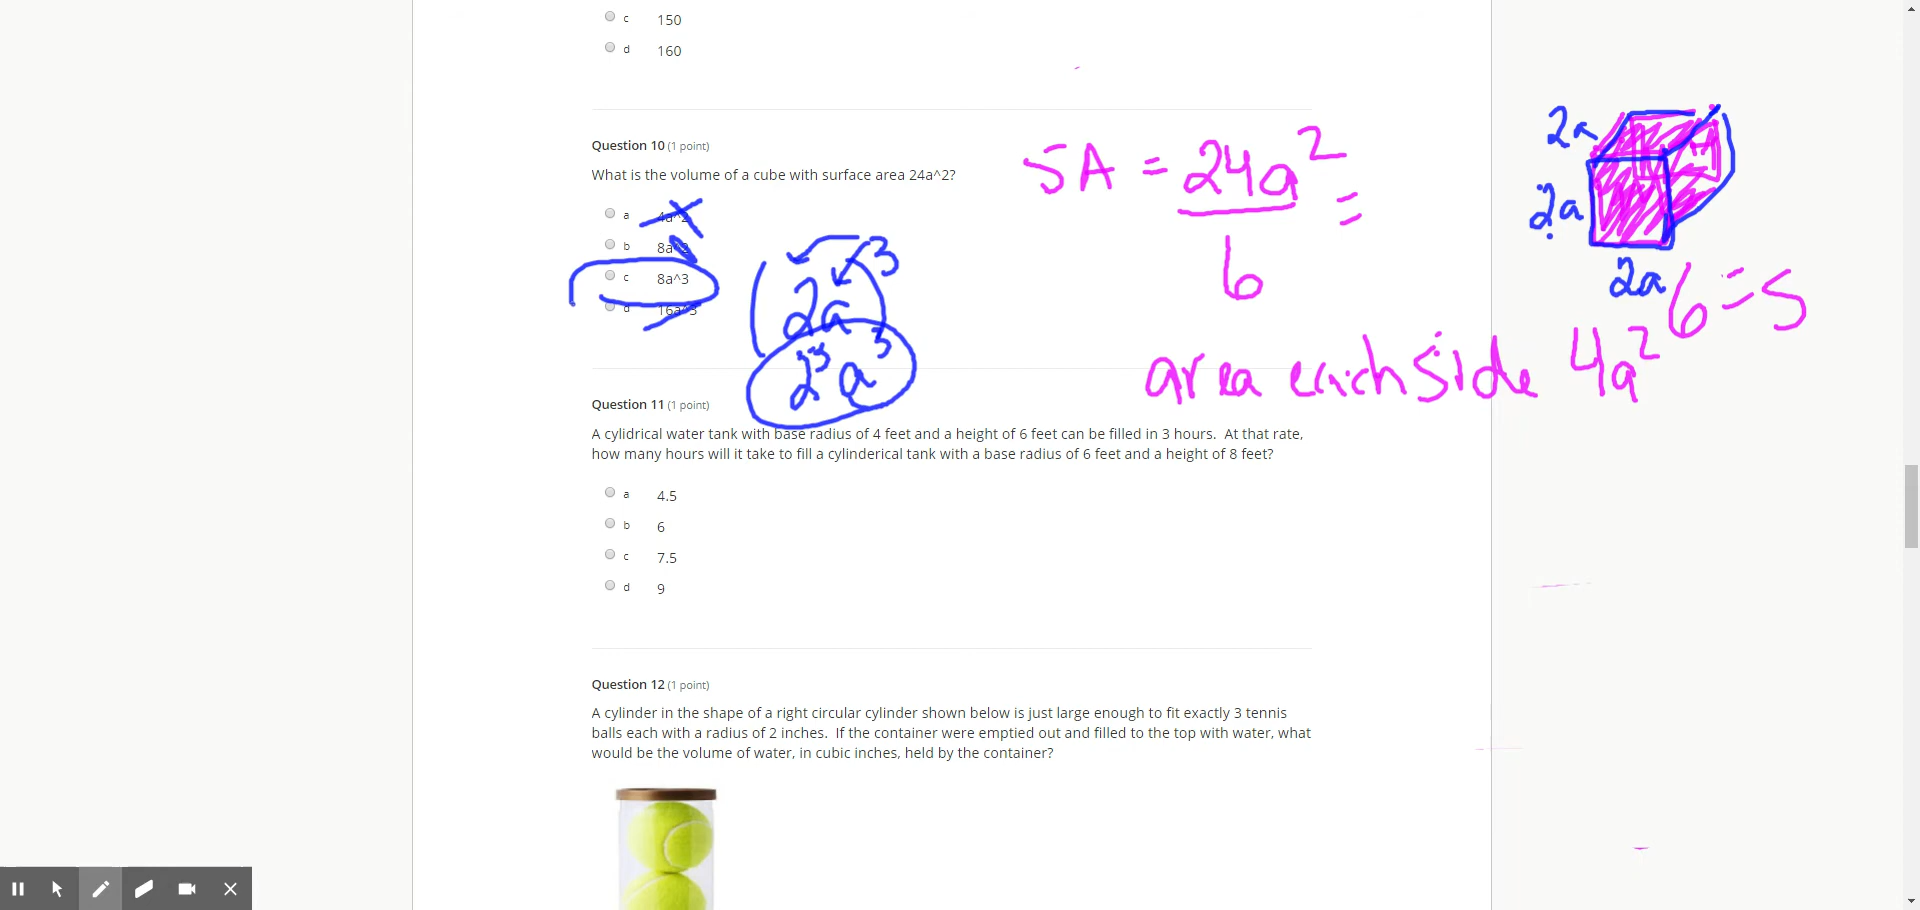 c 150
d 160
Question 10 (1 point)
What is the volume of a cube with surface area 24a^2?
a 4a^2
b 8a^2
c 8a^3
d 16a^3
(2a)3
2³a³
SA = 24a² =
6
2a
2a
2a
6 = S
area each side 4a²
Question 11 (1 point)
A cylidrical water tank with base radius of 4 feet and a height of 6 feet can be filled in 3 hours. At that rate,
how many hours will it take to fill a cylinderical tank with a base radius of 6 feet and a height of 8 feet?
a 4.5
b 6
c 7.5
d 9
Question 12 (1 point)
A cylinder in the shape of a right circular cylinder shown below is just large enough to fit exactly 3 tennis
balls each with a radius of 2 inches. If the container were emptied out and filled to the top with water, what
would be the volume of water, in cubic inches, held by the container?